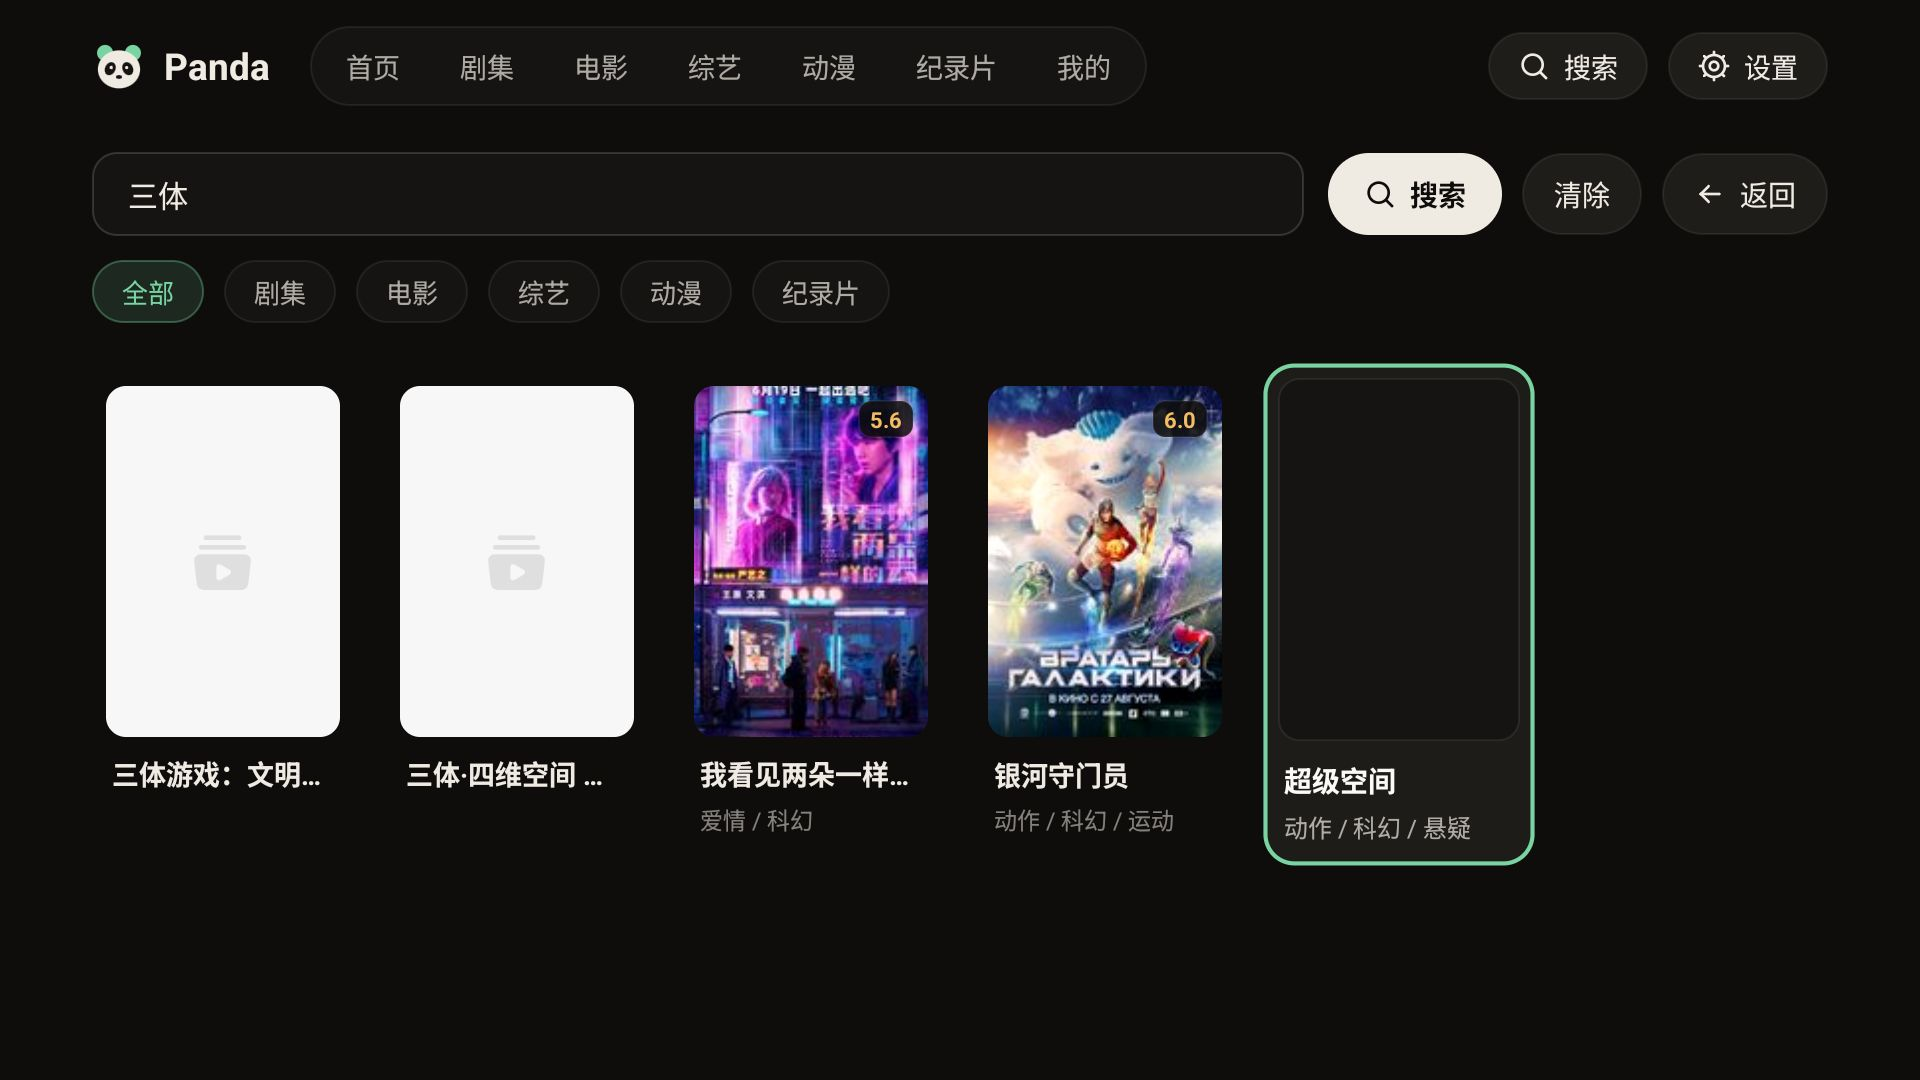 Panda
首页
剧集
电影
综艺
动漫
纪录片
我的
搜索
设置
三体
搜索
清除
返回
全部
剧集
电影
综艺
动漫
纪录片
5.6
6.0
ВРАТАРЬ
ГАЛАКТИКИ
В КИНО С 27 АВГУСТА
三体游戏：文明...
三体·四维空间 ...
我看见两朵一样...
爱情 / 科幻
银河守门员
动作 / 科幻 / 运动
超级空间
动作 / 科幻 / 悬疑